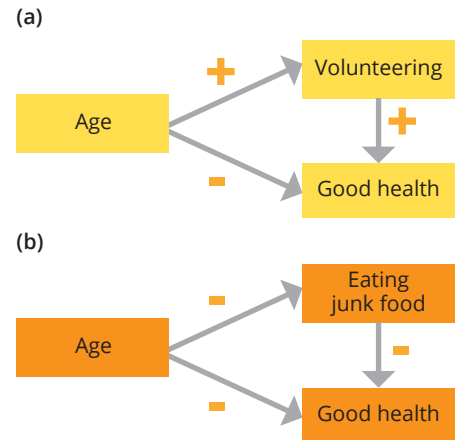 (a)
+
Volunteering
Age
+
-
Good health
(b)
Eating
junk food
-
Age
-
-
Good health